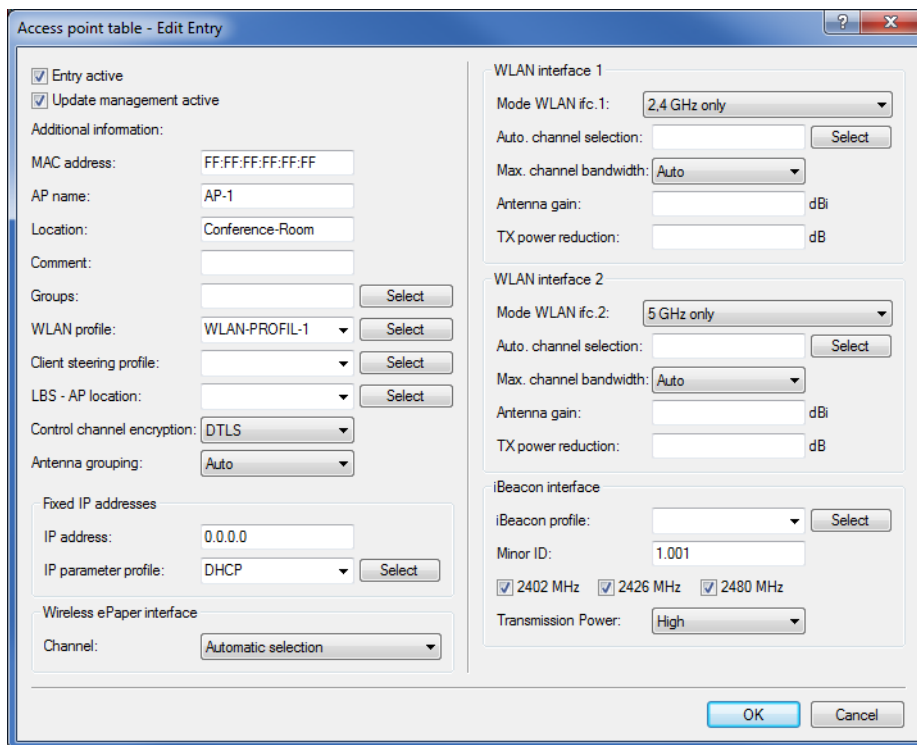 Access point table - Edit Entry
Entry active
Update management active
Additional information:
MAC address: FF:FF:FF:FF:FF:FF
AP name: AP-1
Location: Conference-Room
Comment:
Groups: Select
WLAN profile: WLAN-PROFIL-1 Select
Client steering profile: Select
LBS - AP location: Select
Control channel encryption: DTLS
Antenna grouping: Auto
Fixed IP addresses
IP address: 0.0.0.0
IP parameter profile: DHCP Select
Wireless ePaper interface
Channel: Automatic selection
WLAN interface 1
Mode WLAN ifc.1: 2,4 GHz only
Auto. channel selection: Select
Max. channel bandwidth: Auto
Antenna gain: dBi
TX power reduction: dB
WLAN interface 2
Mode WLAN ifc.2: 5 GHz only
Auto. channel selection: Select
Max. channel bandwidth: Auto
Antenna gain: dBi
TX power reduction: dB
iBeacon interface
iBeacon profile: Select
Minor ID: 1.001
2402 MHz 2426 MHz 2480 MHz
Transmission Power: High
OK Cancel